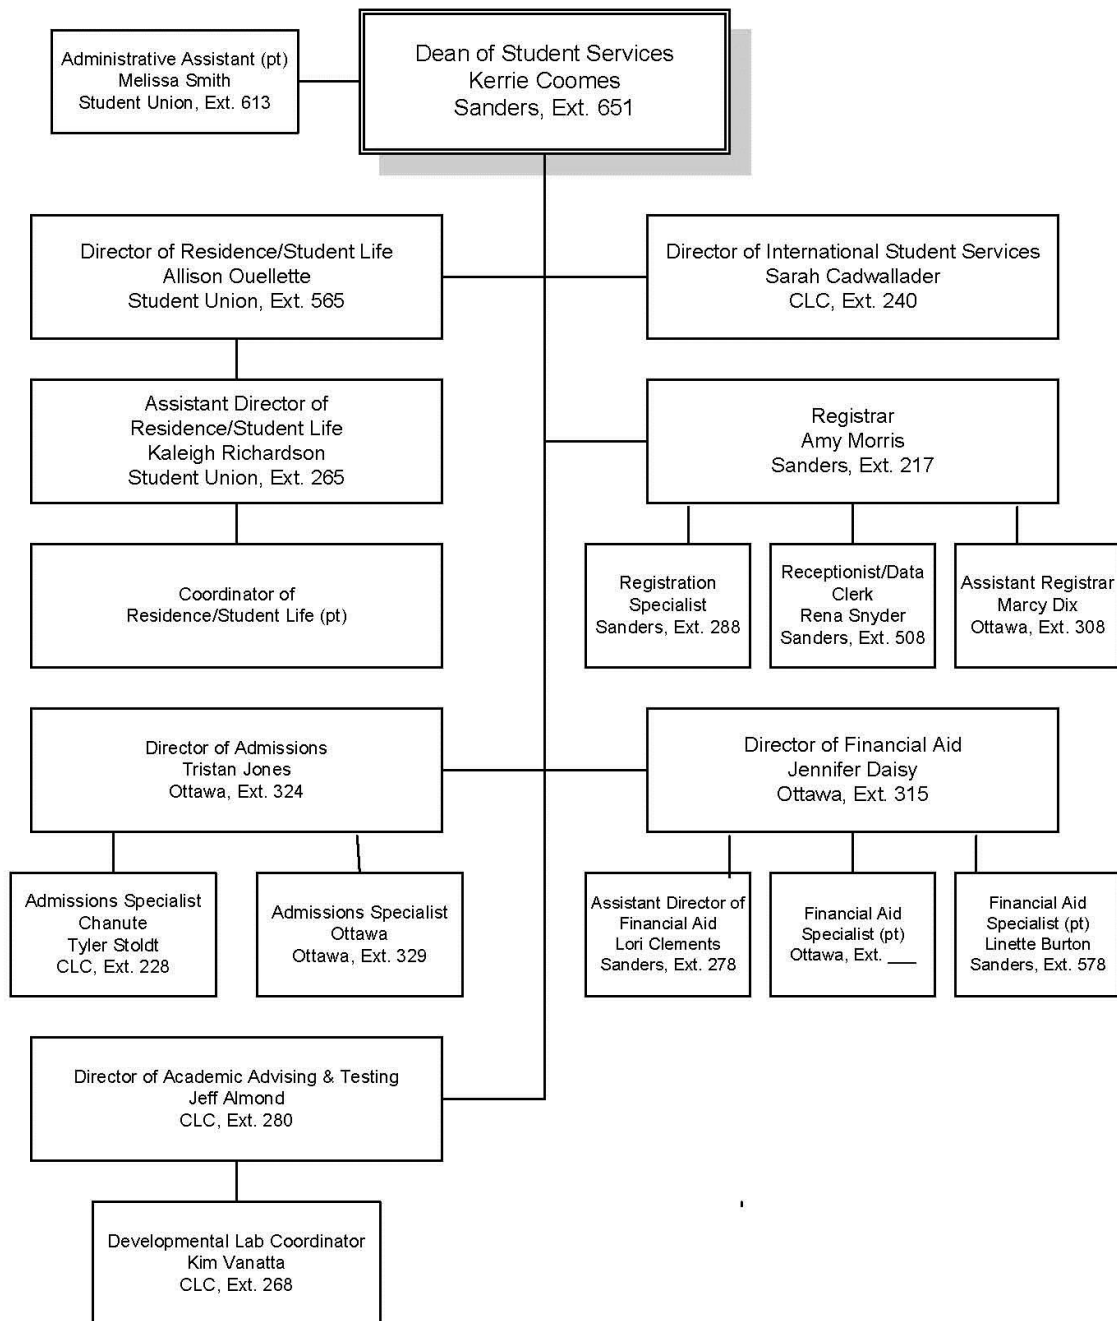 Administrative Assistant (pt)
Melissa Smith
Student Union, Ext. 613
Dean of Student Services
Kerrie Coomes
Sanders, Ext. 651
Director of Residence/Student Life
Allison Ouellette
Student Union, Ext. 565
Director of International Student Services
Sarah Cadwallader
CLC, Ext. 240
Assistant Director of
Residence/Student Life
Kaleigh Richardson
Student Union, Ext. 265
Registrar
Amy Morris
Sanders, Ext. 217
Coordinator of
Residence/Student Life (pt)
Registration
Specialist
Sanders, Ext. 288
Receptionist/Data
Clerk
Rena Snyder
Sanders, Ext. 508
Assistant Registrar
Marcy Dix
Ottawa, Ext. 308
Director of Admissions
Tristan Jones
Ottawa, Ext. 324
Director of Financial Aid
Jennifer Daisy
Ottawa, Ext. 315
Admissions Specialist
Chanute
Tyler Stoldt
CLC, Ext. 228
Admissions Specialist
Ottawa
Ottawa, Ext. 329
Assistant Director of
Financial Aid
Lori Clements
Sanders, Ext. 278
Financial Aid
Specialist (pt)
Ottawa, Ext. ___
Financial Aid
Specialist (pt)
Linette Burton
Sanders, Ext. 578
Director of Academic Advising & Testing
Jeff Almond
CLC, Ext. 280
Developmental Lab Coordinator
Kim Vanatta
CLC, Ext. 268